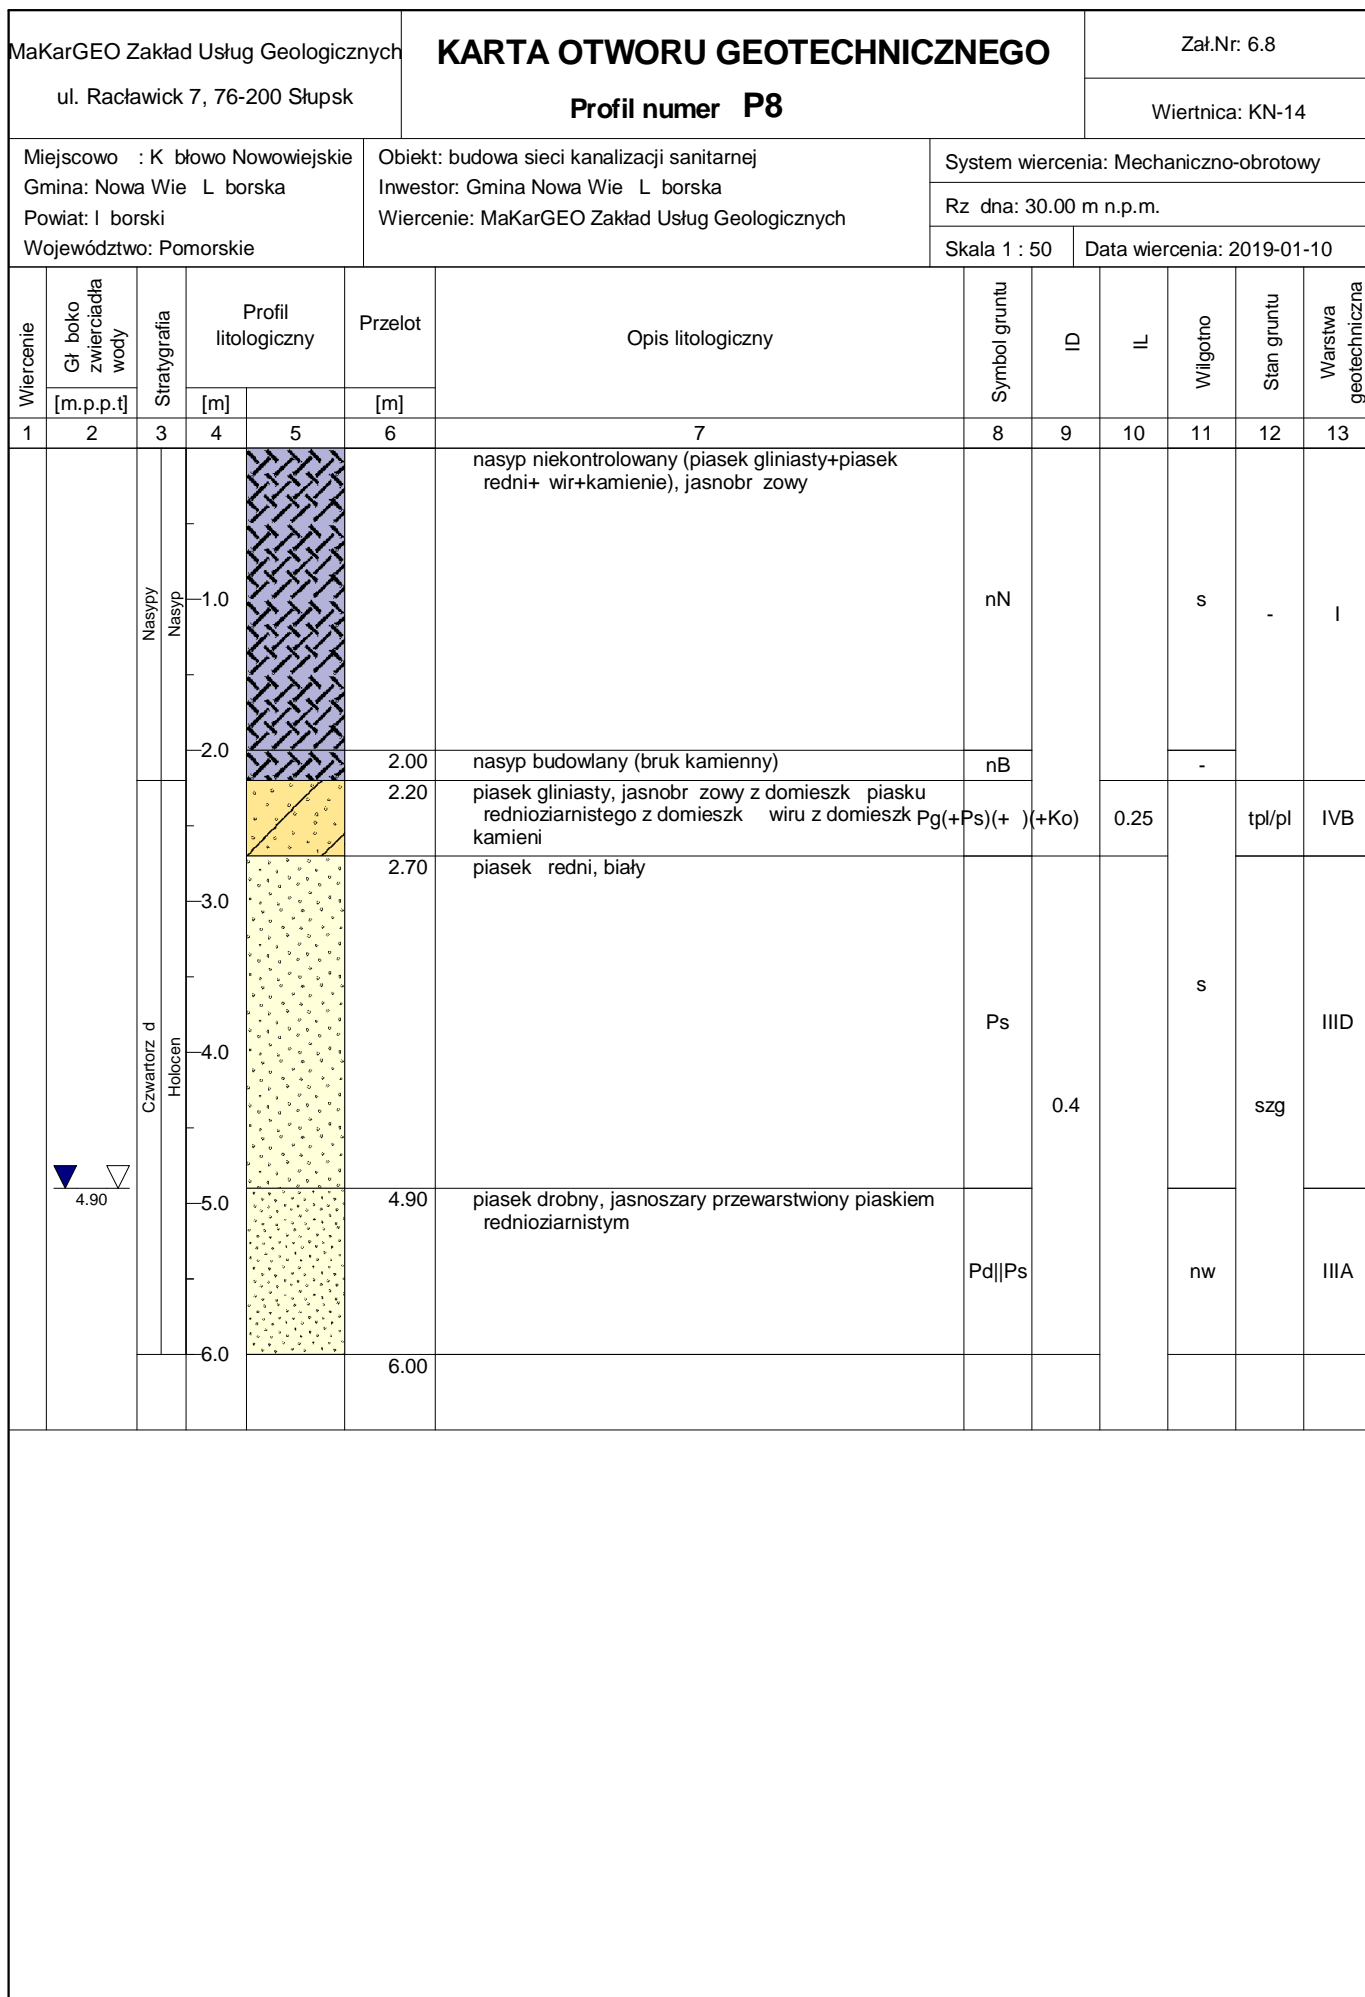 MaKarGEO Zakład Usług Geologicznych
ul. Racławick 7, 76-200 Słupsk
KARTA OTWORU GEOTECHNICZNEGO
Profil numer P8
Zał.Nr: 6.8
Wiertnica: KN-14
Miejscowo : K błowo Nowowiejskie
Gmina: Nowa Wie L borska
Powiat: l borski
Województwo: Pomorskie
Obiekt: budowa sieci kanalizacji sanitarnej
Inwestor: Gmina Nowa Wie L borska
Wiercenie: MaKarGEO Zakład Usług Geologicznych
System wiercenia: Mechaniczno-obrotowy
Rz dna: 30.00 m n.p.m.
Skala 1 : 50
Data wiercenia: 2019-01-10
Wiercenie
Gł boko
zwierciadła
wody
[m.p.p.t]
Stratygrafia
Profil
litologiczny
[m]
Przelot
[m]
Opis litologiczny
Symbol gruntu
ID
IL
Wilgotno
Stan gruntu
Warstwa
geotechniczna
1 2 3 4 5 6 7 8 9 10 11 12 13
nasyp niekontrolowany (piasek gliniasty+piasek
redni+ wir+kamienie), jasnobr zowy
Nasypy
Nasyp
1.0
nN
s
-
I
2.0
2.00
nasyp budowlany (bruk kamienny)
nB
-
2.20
piasek gliniasty, jasnobr zowy z domieszk piasku
rednioziarnistego z domieszk wiru z domieszk
kamieni
Pg(+Ps)(+ )(+Ko)
0.25
tpl/pl
IVB
2.70
piasek redni, biały
3.0
s
Ps
IIID
Czwartorz d
Holocen
4.0
0.4
szg
4.90
5.0
4.90
piasek drobny, jasnoszary przewarstwiony piaskiem
rednioziarnistym
Pd||Ps
nw
IIIA
6.0
6.00